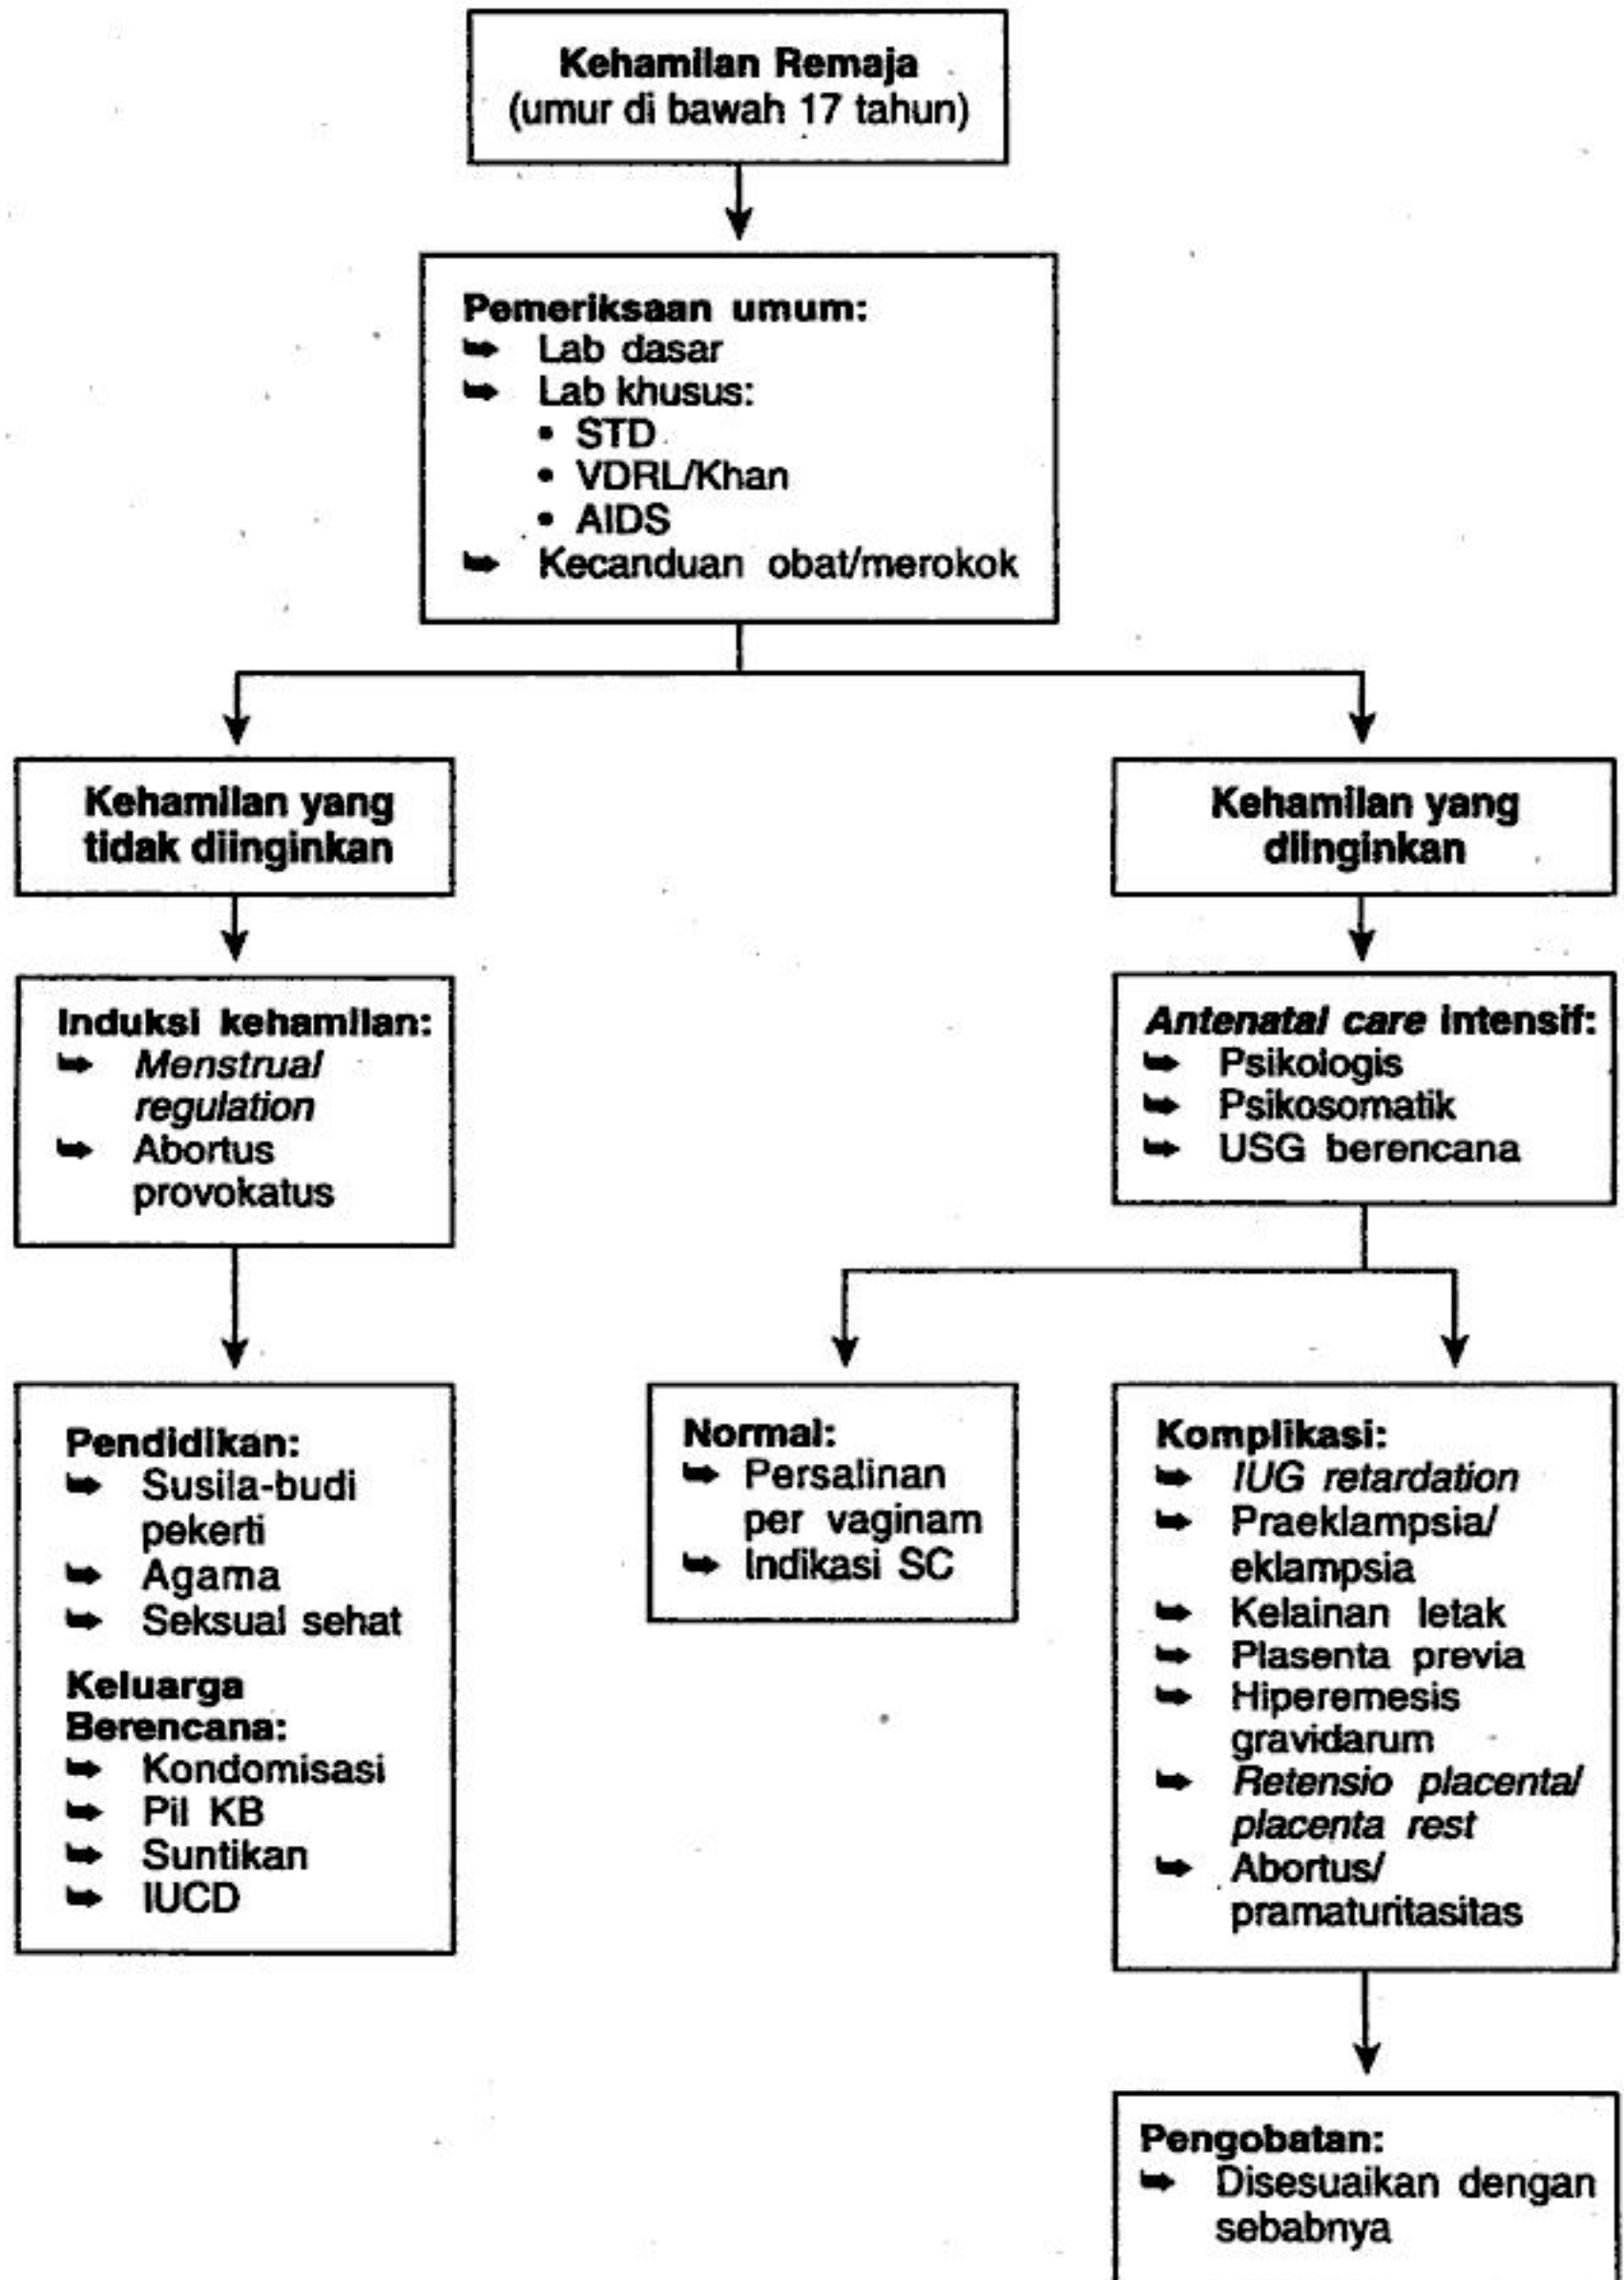 Kehamilan Remaja
(umur di bawah 17 tahun)
Pemeriksaan umum:
➥ Lab dasar
➥ Lab khusus:
• STD
• VDRL/Khan
• AIDS
➥ Kecanduan obat/merokok
Kehamilan yang
tidak diinginkan
Kehamilan yang
diinginkan
Induksi kehamilan:
➥ Menstrual
regulation
➥ Abortus
provokatus
Antenatal care intensif:
➥ Psikologis
➥ Psikosomatik
➥ USG berencana
Pendidikan:
➥ Susila-budi
pekerti
➥ Agama
➥ Seksual sehat
Keluarga
Berencana:
➥ Kondomisasi
➥ Pil KB
➥ Suntikan
➥ IUCD
Normal:
➥ Persalinan
per vaginam
➥ Indikasi SC
Komplikasi:
➥ IUG retardation
➥ Praeklampsia/
eklampsia
➥ Kelainan letak
➥ Plasenta previa
➥ Hiperemesis
gravidarum
➥ Retensio placenta/
placenta rest
➥ Abortus/
pramaturitasitas
Pengobatan:
➥ Disesuaikan dengan
sebabnya